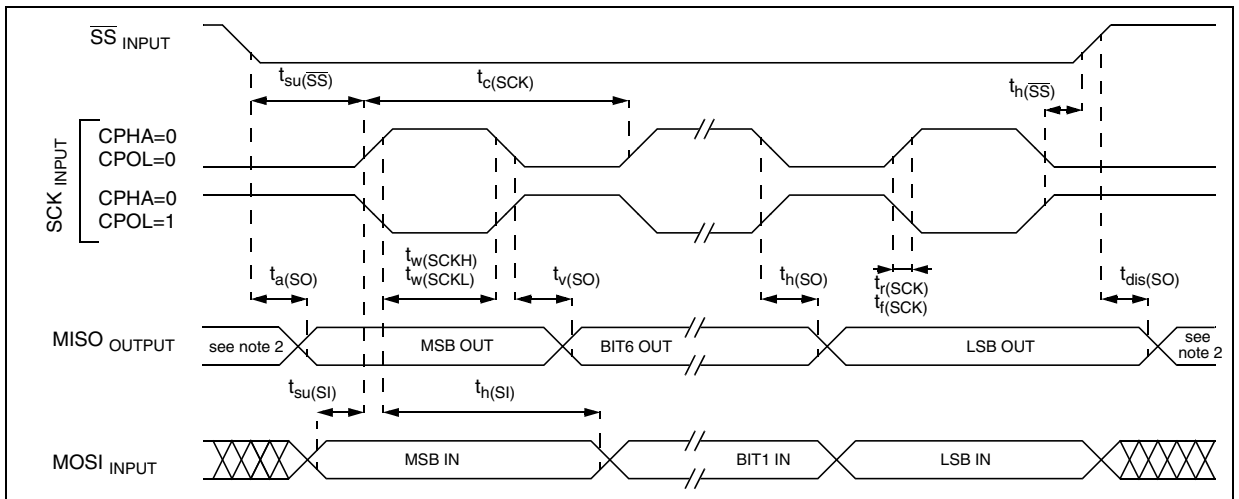 SS INPUT
tsu(SS)
tc(SCK)
th(SS)
SCK INPUT
CPHA=0
CPOL=0
CPHA=0
CPOL=1
ta(SO)
tw(SCKH)
tw(SCKL)
tv(SO)
th(SO)
tr(SCK)
tf(SCK)
tdis(SO)
MISO OUTPUT
see note 2
MSB OUT
BIT6 OUT
LSB OUT
see
note 2
tsu(SI)
th(SI)
MOSI INPUT
MSB IN
BIT1 IN
LSB IN